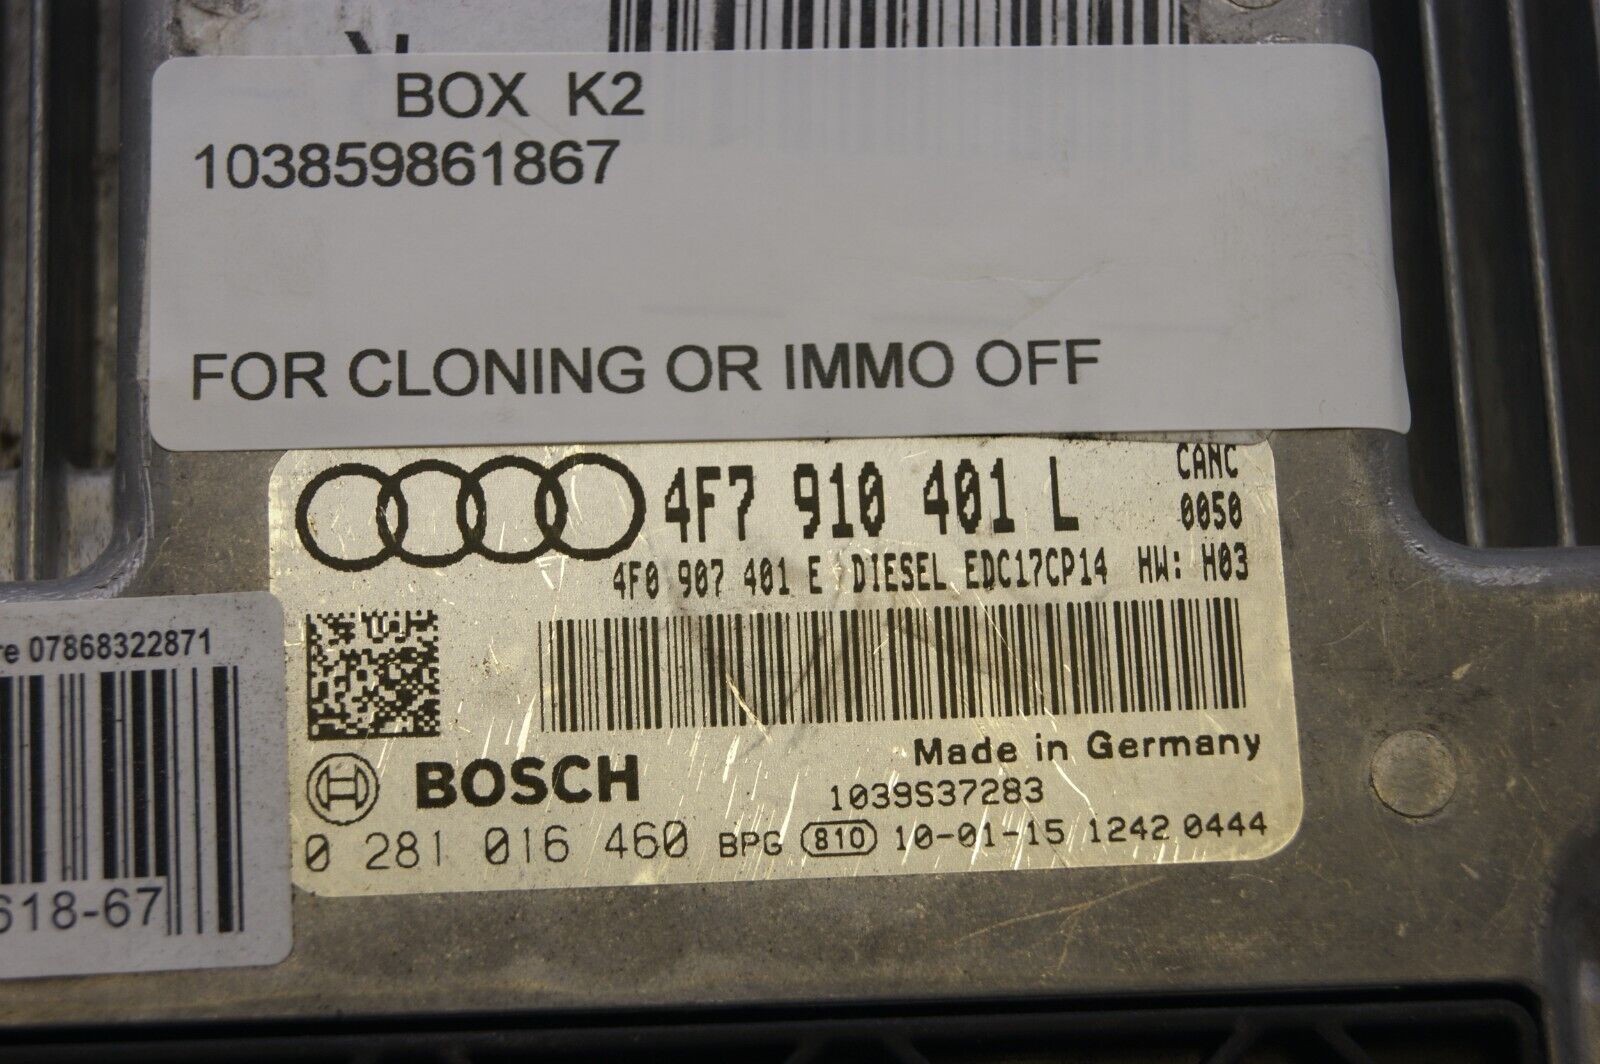 BOX K2
103859861867
FOR CLONING OR IMMO OFF
4F7 910 401 L
CANC
0050
4F0 907 401 E DIESEL EDC17CP14 HW: H03
07868322871
Made in Germany
BOSCH
1039S37283
0 281 016 460 BPG 810 10-01-15 1242 0444
618-67